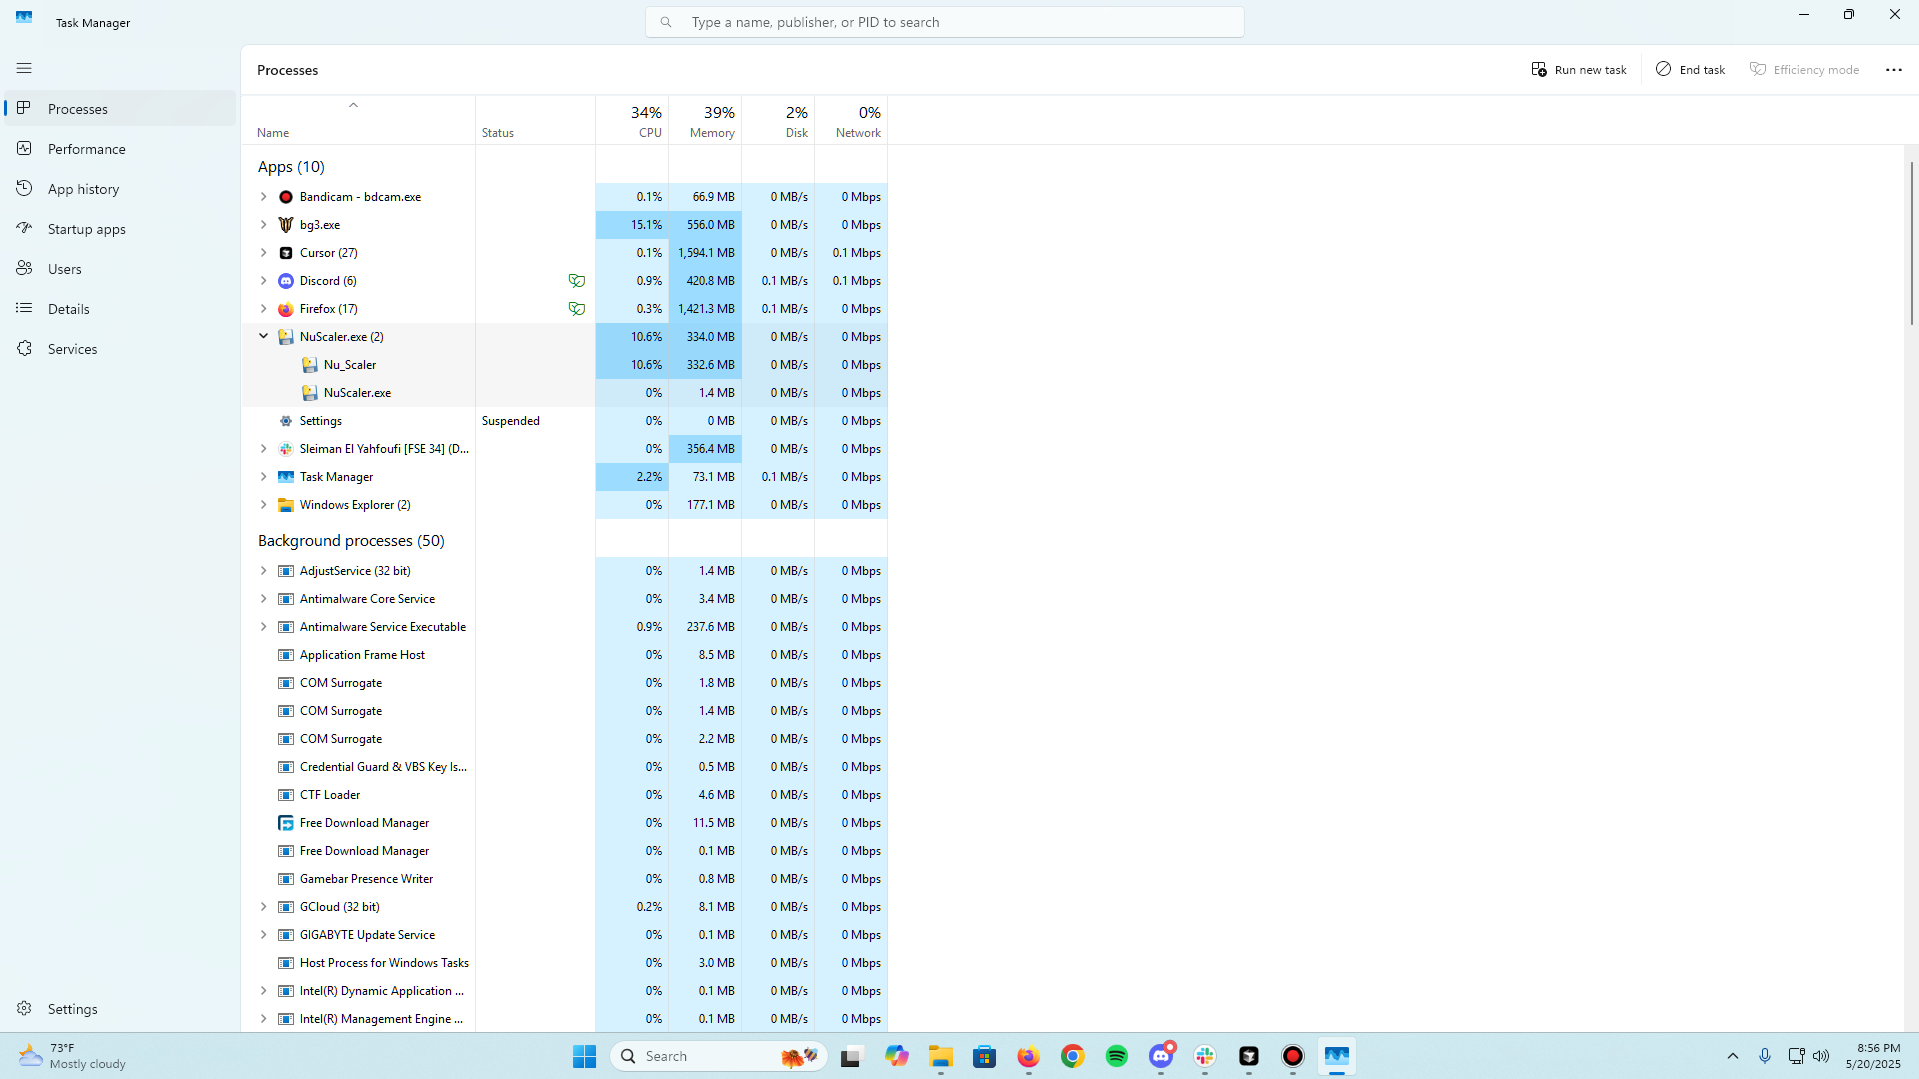 Task Manager
Type a name, publisher, or PID to search
Processes
Performance
App history
Startup apps
Users
Details
Services
Settings
Processes
Run new task
End task
Efficiency mode
34% 39% 2% 0%
Name Status CPU Memory Disk Network
Apps (10)
Bandicam - bdcam.exe 0.1% 66.9 MB 0 MB/s 0 Mbps
bg3.exe 15.1% 556.0 MB 0 MB/s 0 Mbps
Cursor (27) 0.1% 1,594.1 MB 0 MB/s 0.1 Mbps
Discord (6) 0.9% 420.8 MB 0.1 MB/s 0.1 Mbps
Firefox (17) 0.3% 1,421.3 MB 0.1 MB/s 0 Mbps
NuScaler.exe (2) 10.6% 334.0 MB 0 MB/s 0 Mbps
Nu_Scaler 10.6% 332.6 MB 0 MB/s 0 Mbps
NuScaler.exe 0% 1.4 MB 0 MB/s 0 Mbps
Settings Suspended 0% 0 MB 0 MB/s 0 Mbps
Sleiman El Yahfoufi [FSE 34] (D... 0% 356.4 MB 0 MB/s 0 Mbps
Task Manager 2.2% 73.1 MB 0.1 MB/s 0 Mbps
Windows Explorer (2) 0% 177.1 MB 0 MB/s 0 Mbps
Background processes (50)
AdjustService (32 bit) 0% 1.4 MB 0 MB/s 0 Mbps
Antimalware Core Service 0% 3.4 MB 0 MB/s 0 Mbps
Antimalware Service Executable 0.9% 237.6 MB 0 MB/s 0 Mbps
Application Frame Host 0% 8.5 MB 0 MB/s 0 Mbps
COM Surrogate 0% 1.8 MB 0 MB/s 0 Mbps
COM Surrogate 0% 1.4 MB 0 MB/s 0 Mbps
COM Surrogate 0% 2.2 MB 0 MB/s 0 Mbps
Credential Guard & VBS Key Is... 0% 0.5 MB 0 MB/s 0 Mbps
CTF Loader 0% 4.6 MB 0 MB/s 0 Mbps
Free Download Manager 0% 11.5 MB 0 MB/s 0 Mbps
Free Download Manager 0% 0.1 MB 0 MB/s 0 Mbps
Gamebar Presence Writer 0% 0.8 MB 0 MB/s 0 Mbps
GCloud (32 bit) 0.2% 8.1 MB 0 MB/s 0 Mbps
GIGABYTE Update Service 0% 0.1 MB 0 MB/s 0 Mbps
Host Process for Windows Tasks 0% 3.0 MB 0 MB/s 0 Mbps
Intel(R) Dynamic Application ... 0% 0.1 MB 0 MB/s 0 Mbps
Intel(R) Management Engine ... 0% 0.1 MB 0 MB/s 0 Mbps
73°F
Mostly cloudy
Search
8:56 PM
5/20/2025